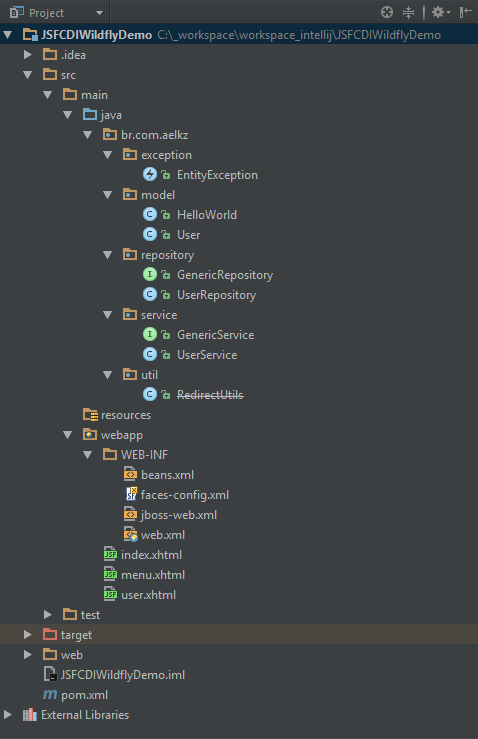 Project
JSFCDIWildflyDemo C:\_workspace\workspace_intellij\JSFCDIWildflyDemo
.idea
src
main
java
br.com.aelkz
exception
EntityException
model
HelloWorld
User
repository
GenericRepository
UserRepository
service
GenericService
UserService
util
RedirectUtils
resources
webapp
WEB-INF
beans.xml
faces-config.xml
jboss-web.xml
web.xml
index.xhtml
menu.xhtml
user.xhtml
test
target
web
JSFCDIWildflyDemo.iml
pom.xml
External Libraries